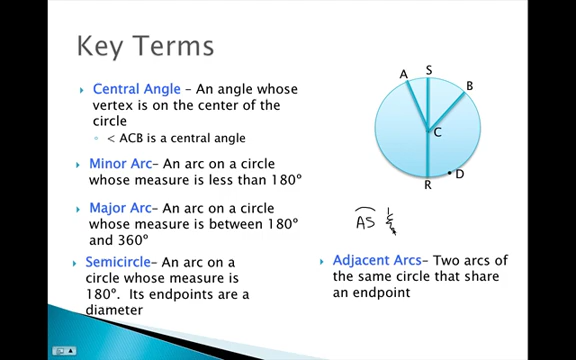 Key Terms
Central Angle – An angle whose
vertex is on the center of the
circle
< ACB is a central angle
Minor Arc– An arc on a circle
whose measure is less than 180°
Major Arc– An arc on a circle
whose measure is between 180°
and 360°
Semicircle– An arc on a
circle whose measure is
180°. Its endpoints are a
diameter
A
S
B
C
D
R
AS &
Adjacent Arcs– Two arcs of
the same circle that share
an endpoint